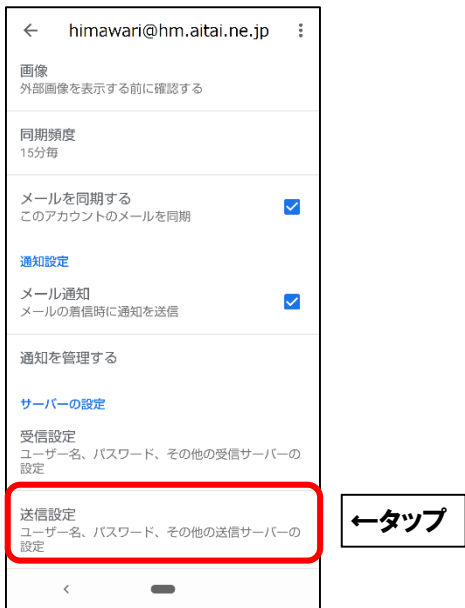 himawari@hm.aitai.ne.jp
画像
外部画像を表示する前に確認する
同期頻度
15分毎
メールを同期する
このアカウントのメールを同期
通知設定
メール通知
メールの着信時に通知を送信
通知を管理する
サーバーの設定
受信設定
ユーザー名、パスワード、その他の受信サーバーの
設定
送信設定
ユーザー名、パスワード、その他の送信サーバーの
設定
←タップ